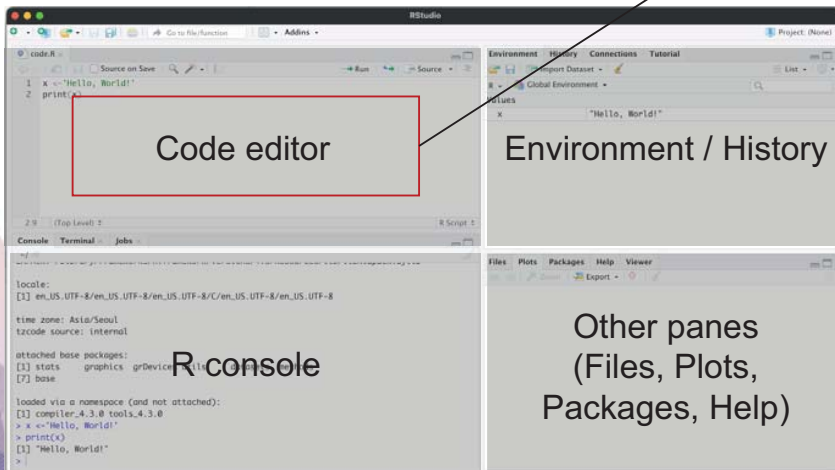 RStudio
Go to file/function
Addins
Project: (None)
code.R
Source on Save
Run
Source
1 x <-'Hello, World!'
2 print(x)
Code editor
2:9 (Top Level)
R Script
Environment History Connections Tutorial
Import Dataset
List
R Global Environment
Values
x "Hello, World!"
Environment / History
Console Terminal Jobs
~/
locale:
[1] en_US.UTF-8/en_US.UTF-8/en_US.UTF-8/C/en_US.UTF-8/en_US.UTF-8
time zone: Asia/Seoul
tzcode source: internal
attached base packages:
[1] stats graphics grDevices utils
[7] base
R console
loaded via a namespace (and not attached):
[1] compiler_4.3.0 tools_4.3.0
> x <-'Hello, World!'
> print(x)
[1] "Hello, World!"
>
Files Plots Packages Help Viewer
Zoom Export
Other panes
(Files, Plots,
Packages, Help)